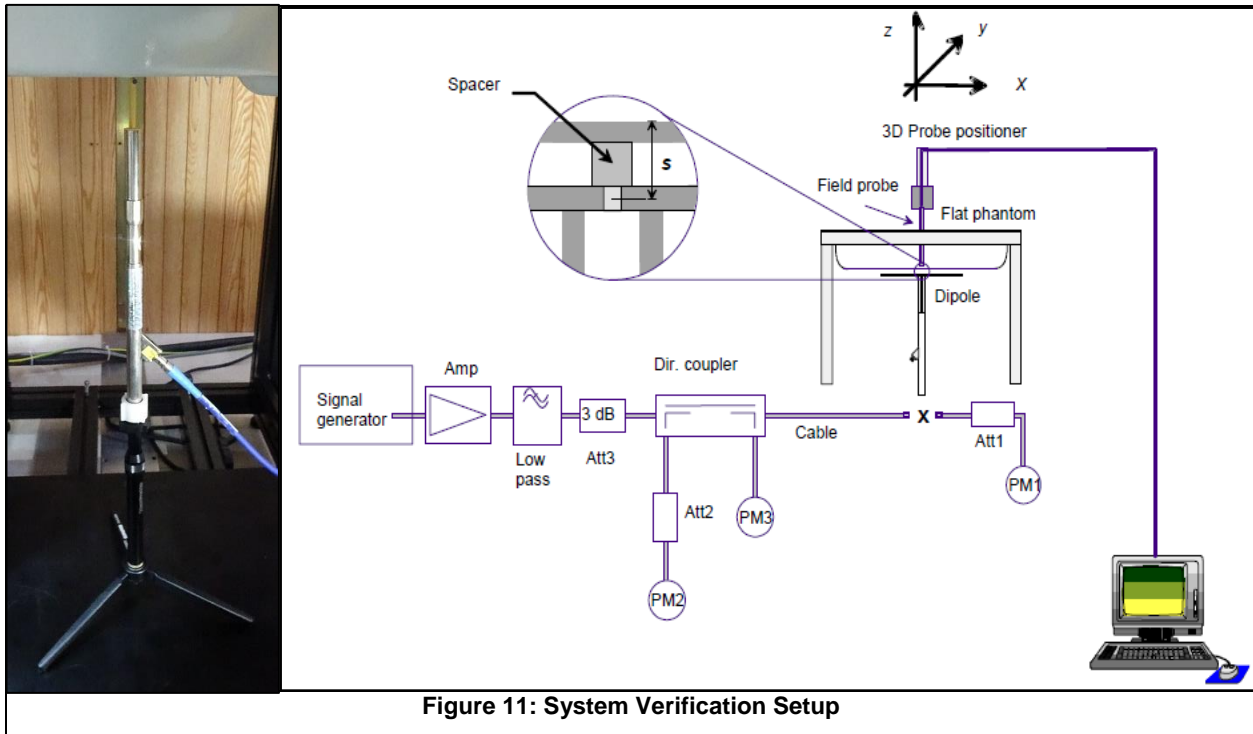 z
y
X
Spacer
s
3D Probe positioner
Field probe
Flat phantom
Dipole
Signal
generator
Amp
Low
pass
3 dB
Att3
Dir. coupler
Att2
PM2
PM3
Cable
X
Att1
PM1
Figure 11: System Verification Setup